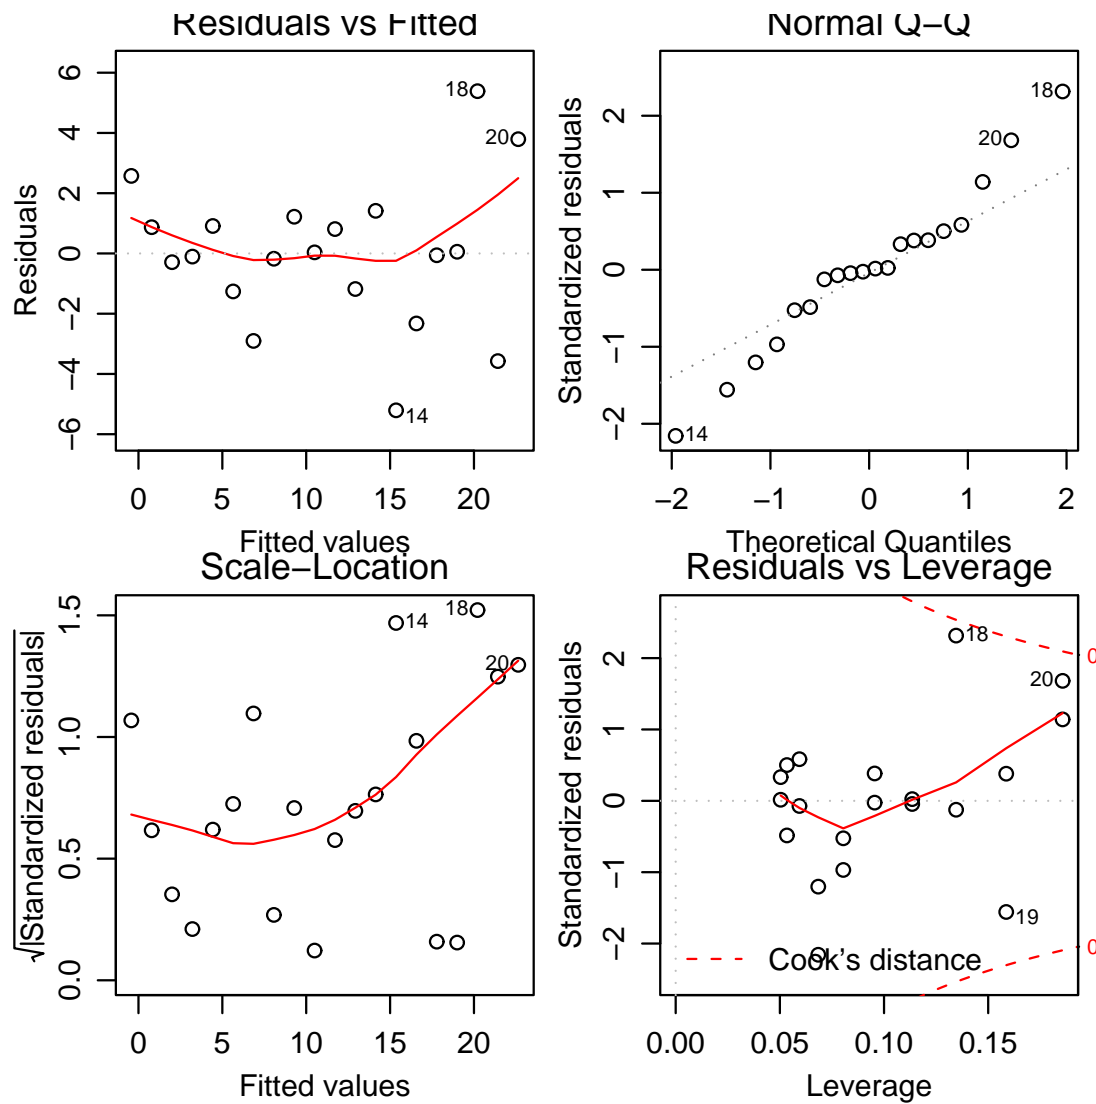 Residuals vs Fitted
Residuals
6
4
2
0
−2
−4
−6
0 5 10 15 20
Fitted values
18
20
14
Normal Q−Q
Standardized residuals
2
1
0
−1
−2
−2 −1 0 1 2
Theoretical Quantiles
18
20
14
Scale−Location
√|Standardized residuals|
1.5
1.0
0.5
0.0
0 5 10 15 20
Fitted values
18
14
20
Residuals vs Leverage
Standardized residuals
2
1
0
−1
−2
0.00 0.05 0.10 0.15
Leverage
18
20
19
Cook's distance
0
0